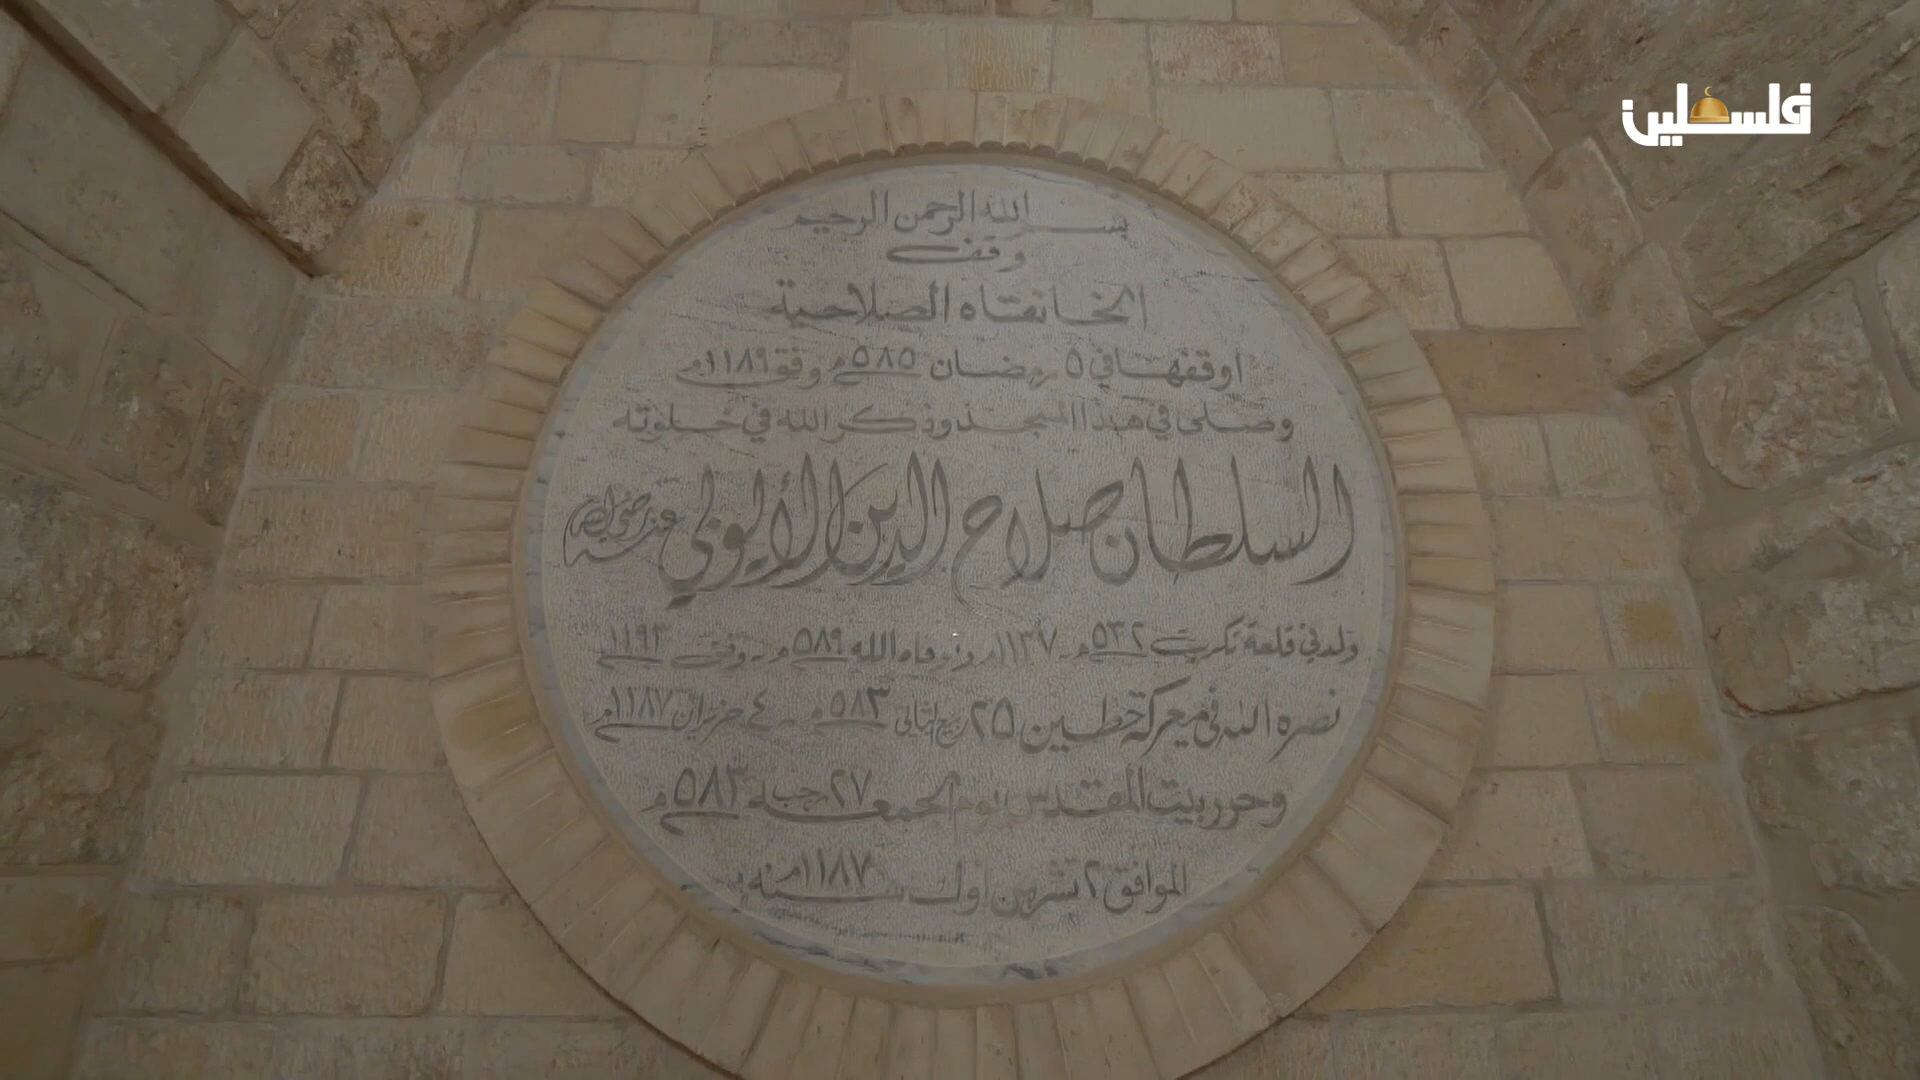 فلسطين
بسم الله الرحمن الرحيم
وقف
الخانقاه الصلاحية
اوقفها في ٥ رمضان ٥٨٥هـ وفق ١١٨٩م
وصلى في هذا المسجد وذكر الله في خلوته
السلطان صلاح الدين الأيوبي
ولد في قلعة تكريت ٥٣٢هـ - ١١٣٧م وتوفاه الله ٥٨٩هـ - وفق ١١٩٣
نصره الله في معركة حطين ٢٥ ربيع الثاني ٥٨٣هـ - ٤ حزيران ١١٨٧م
وحرر بيت المقدس يوم الجمعة ٢٧ رجب ٥٨٣هـ
الموافق ٢ تشرين اول سنة ١١٨٧م